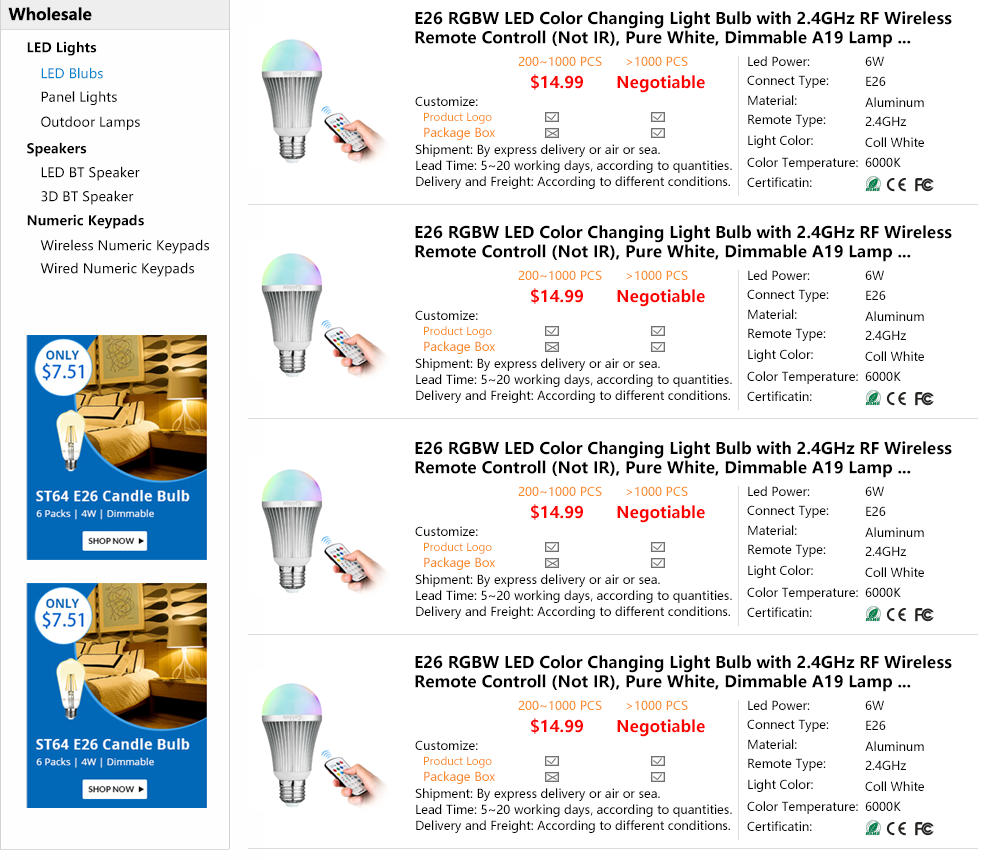 Wholesale
LED Lights
LED Blubs
Panel Lights
Outdoor Lamps
Speakers
LED BT Speaker
3D BT Speaker
Numeric Keypads
Wireless Numeric Keypads
Wired Numeric Keypads
ONLY
$7.51
ST64 E26 Candle Bulb
6 Packs | 4W | Dimmable
SHOP NOW
ONLY
$7.51
ST64 E26 Candle Bulb
6 Packs | 4W | Dimmable
SHOP NOW
E26 RGBW LED Color Changing Light Bulb with 2.4GHz RF Wireless
Remote Controll (Not IR), Pure White, Dimmable A19 Lamp ...
200~1000 PCS >1000 PCS
$14.99 Negotiable
Customize:
Product Logo
Package Box
Shipment: By express delivery or air or sea.
Lead Time: 5~20 working days, according to quantities.
Delivery and Freight: According to different conditions.
Led Power: 6W
Connect Type: E26
Material: Aluminum
Remote Type: 2.4GHz
Light Color: Coll White
Color Temperature: 6000K
Certificatin: CE FC
E26 RGBW LED Color Changing Light Bulb with 2.4GHz RF Wireless
Remote Controll (Not IR), Pure White, Dimmable A19 Lamp ...
200~1000 PCS >1000 PCS
$14.99 Negotiable
Customize:
Product Logo
Package Box
Shipment: By express delivery or air or sea.
Lead Time: 5~20 working days, according to quantities.
Delivery and Freight: According to different conditions.
Led Power: 6W
Connect Type: E26
Material: Aluminum
Remote Type: 2.4GHz
Light Color: Coll White
Color Temperature: 6000K
Certificatin: CE FC
E26 RGBW LED Color Changing Light Bulb with 2.4GHz RF Wireless
Remote Controll (Not IR), Pure White, Dimmable A19 Lamp ...
200~1000 PCS >1000 PCS
$14.99 Negotiable
Customize:
Product Logo
Package Box
Shipment: By express delivery or air or sea.
Lead Time: 5~20 working days, according to quantities.
Delivery and Freight: According to different conditions.
Led Power: 6W
Connect Type: E26
Material: Aluminum
Remote Type: 2.4GHz
Light Color: Coll White
Color Temperature: 6000K
Certificatin: CE FC
E26 RGBW LED Color Changing Light Bulb with 2.4GHz RF Wireless
Remote Controll (Not IR), Pure White, Dimmable A19 Lamp ...
200~1000 PCS >1000 PCS
$14.99 Negotiable
Customize:
Product Logo
Package Box
Shipment: By express delivery or air or sea.
Lead Time: 5~20 working days, according to quantities.
Delivery and Freight: According to different conditions.
Led Power: 6W
Connect Type: E26
Material: Aluminum
Remote Type: 2.4GHz
Light Color: Coll White
Color Temperature: 6000K
Certificatin: CE FC